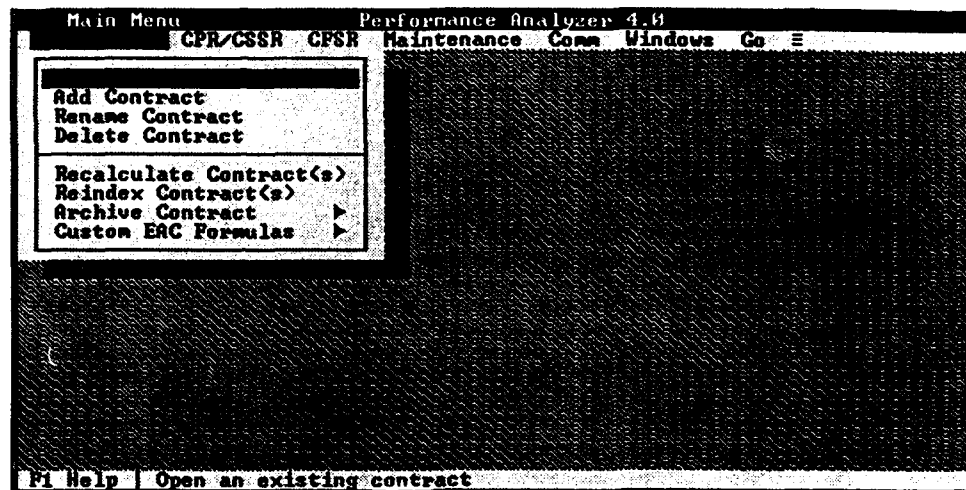 Main Menu Performance Analyzer 4.0
CPR/CSSR CFSR Maintenance Comm Windows Go ≡
Add Contract
Rename Contract
Delete Contract
Recalculate Contract(s)
Reindex Contract(s)
Archive Contract ►
Custom EAC Formulas ►
F1 Help | Open an existing contract